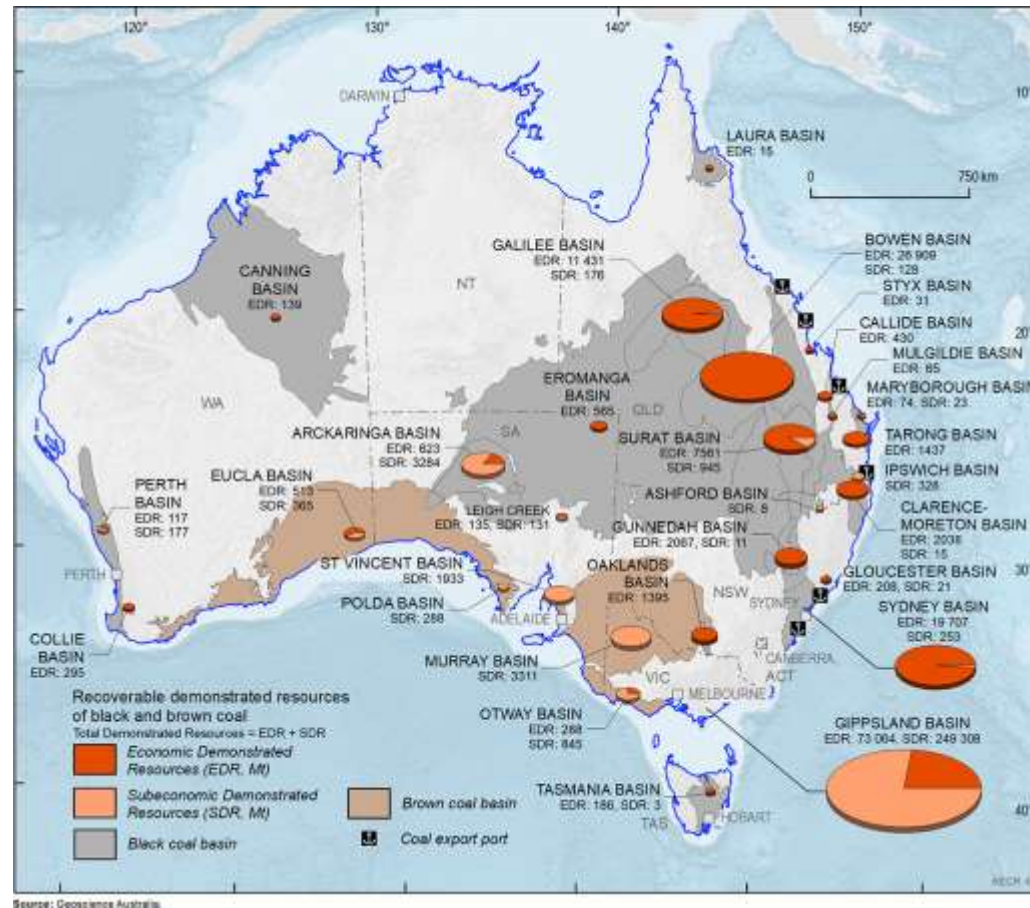 120°
130°
140°
150°
DARWIN
10°
LAURA BASIN
EDR: 15
0
750 km
GALILEE BASIN
EDR: 11 431
SDR: 176
BOWEN BASIN
EDR: 26 909
SDR: 128
STYX BASIN
EDR: 31
CANNING
BASIN
EDR: 139
NT
CALLIDE BASIN
EDR: 430
20°
MULGILDIE BASIN
EDR: 65
EROMANGA
BASIN
EDR: 565
QLD
MARYBOROUGH BASIN
EDR: 74, SDR: 23
WA
ARCKARINGA BASIN
EDR: 623
SDR: 3284
SA
SURAT BASIN
EDR: 7561
SDR: 945
TARONG BASIN
EDR: 1437
EUCLA BASIN
EDR: 513
SDR: 365
IPSWICH BASIN
SDR: 328
PERTH
BASIN
EDR: 117
SDR: 177
LEIGH CREEK
EDR: 135, SDR: 131
ASHFORD BASIN
SDR: 8
CLARENCE-
MORETON BASIN
EDR: 2038
SDR: 15
GUNNEDAH BASIN
EDR: 2067, SDR: 11
ST VINCENT BASIN
SDR: 1933
OAKLANDS
BASIN
EDR: 1395
30°
PERTH
NSW
GLOUCESTER BASIN
EDR: 208, SDR: 21
POLDA BASIN
SDR: 288
ADELAIDE
SYDNEY
SYDNEY BASIN
EDR: 19 707
SDR: 253
COLLIE
BASIN
EDR: 295
MURRAY BASIN
SDR: 3311
CANBERRA
ACT
VIC
MELBOURNE
OTWAY BASIN
EDR: 288
SDR: 845
GIPPSLAND BASIN
EDR: 73 064, SDR: 249 308
Recoverable demonstrated resources
of black and brown coal
Total Demonstrated Resources = EDR + SDR
Economic Demonstrated
Resources (EDR, Mt)
Subeconomic Demonstrated
Resources (SDR, Mt)
Black coal basin
Brown coal basin
Coal export port
TASMANIA BASIN
EDR: 186, SDR: 3
TAS
HOBART
40°
Source: Geoscience Australia